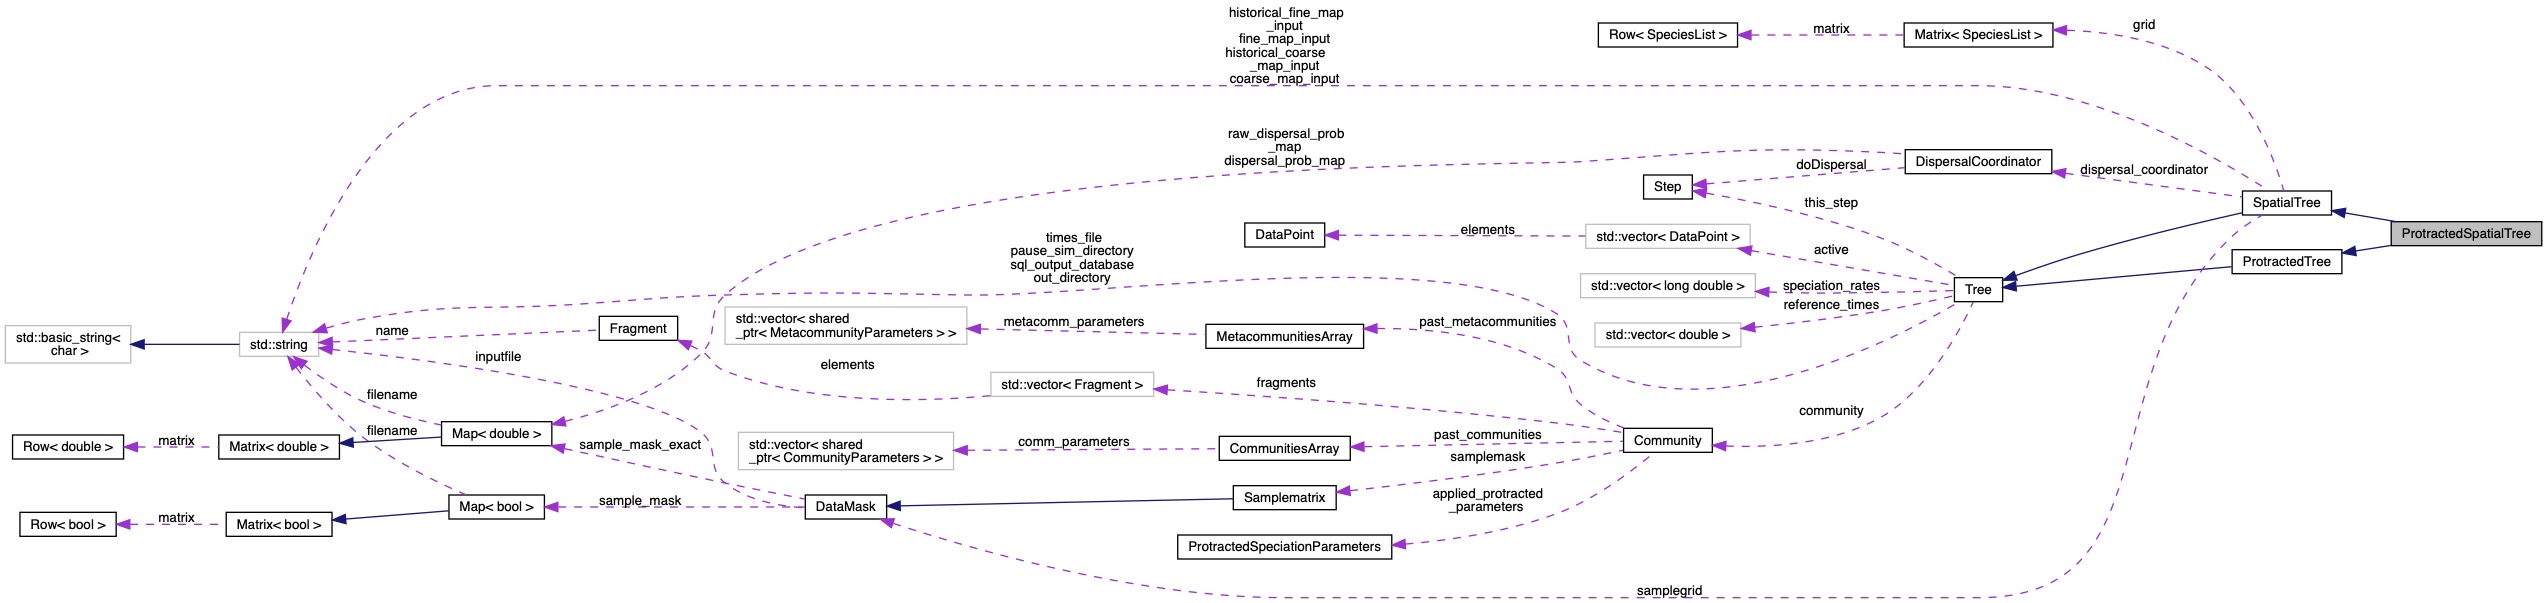 historical_fine_map
_input
fine_map_input
historical_coarse
_map_input
coarse_map_input
Row< SpeciesList >
matrix
Matrix< SpeciesList >
grid
raw_dispersal_prob
_map
dispersal_prob_map
doDispersal
DispersalCoordinator
dispersal_coordinator
Step
this_step
SpatialTree
ProtractedSpatialTree
DataPoint
elements
std::vector< DataPoint >
active
ProtractedTree
times_file
pause_sim_directory
sql_output_database
out_directory
std::vector< long double >
speciation_rates
Tree
reference_times
std::vector< double >
std::basic_string<
char >
std::string
name
Fragment
std::vector< shared
_ptr< MetacommunityParameters > >
metacomm_parameters
MetacommunitiesArray
past_metacommunities
inputfile
elements
std::vector< Fragment >
fragments
filename
filename
community
Row< double >
matrix
Matrix< double >
Map< double >
sample_mask_exact
std::vector< shared
_ptr< CommunityParameters > >
comm_parameters
CommunitiesArray
past_communities
Community
samplemask
Row< bool >
matrix
Matrix< bool >
Map< bool >
sample_mask
DataMask
Samplematrix
applied_protracted
_parameters
ProtractedSpeciationParameters
samplegrid